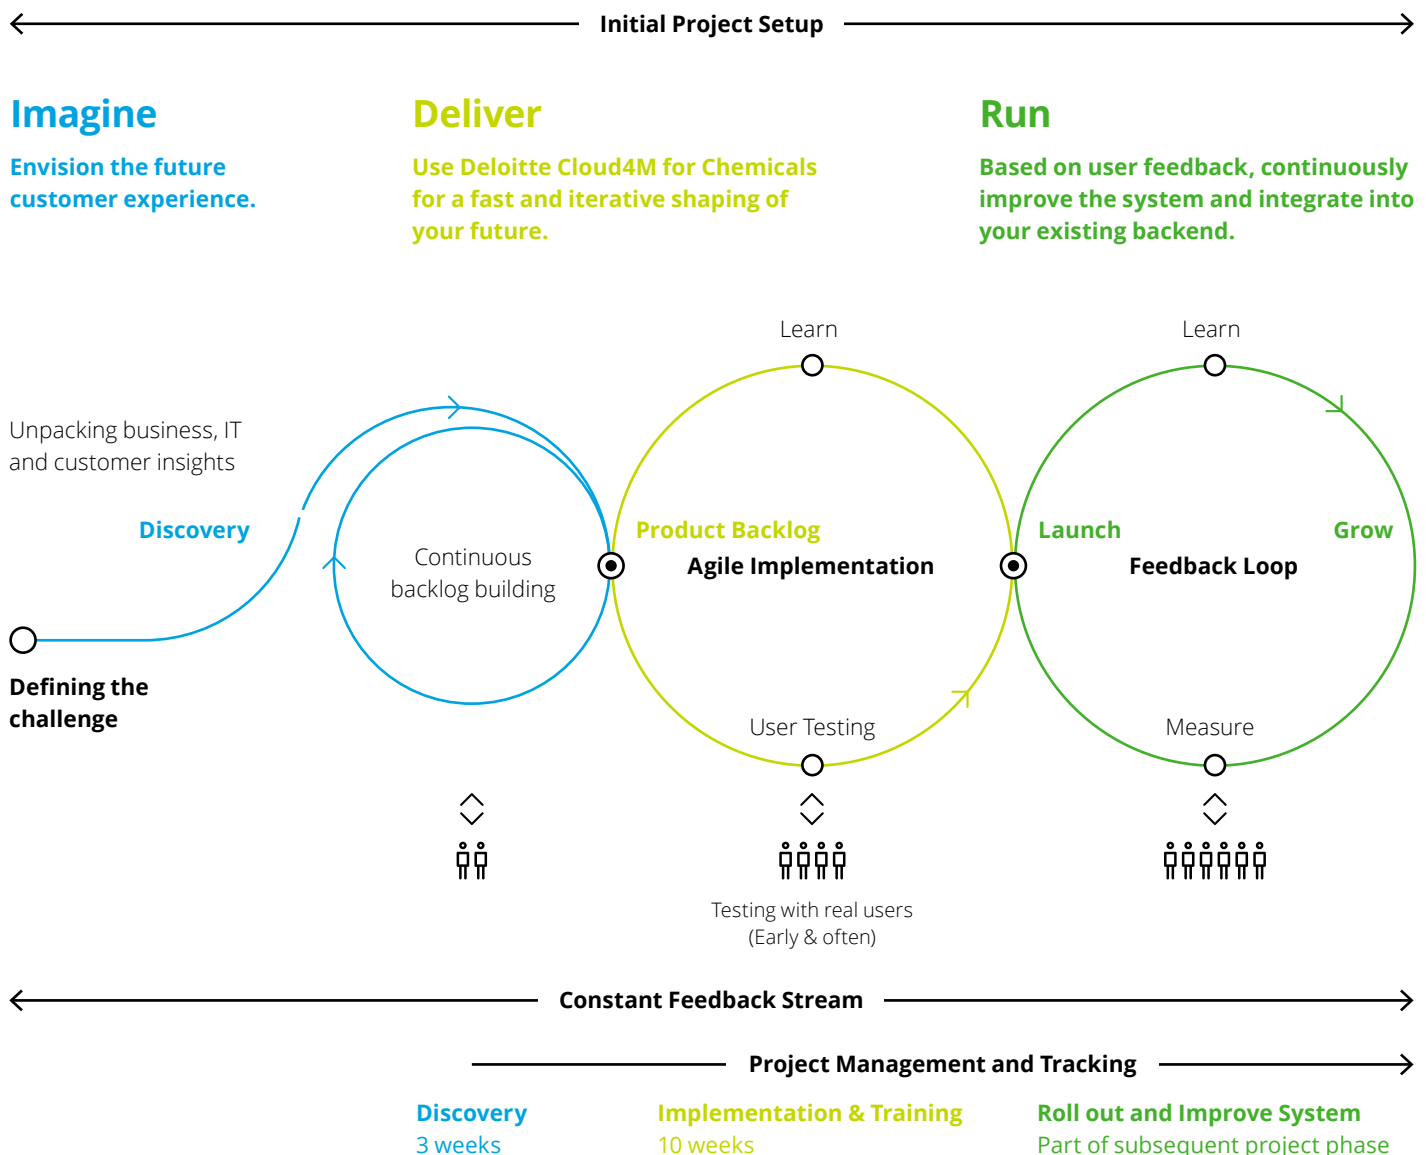 Initial Project Setup
Imagine
Envision the future
customer experience.
Deliver
Use Deloitte Cloud4M for Chemicals
for a fast and iterative shaping of
your future.
Run
Based on user feedback, continuously
improve the system and integrate into
your existing backend.
Unpacking business, IT
and customer insights
Discovery
Defining the
challenge
Continuous
backlog building
Learn
Product Backlog
Agile Implementation
User Testing
Testing with real users
(Early & often)
Learn
Launch
Grow
Feedback Loop
Measure
Constant Feedback Stream
Project Management and Tracking
Discovery
3 weeks
Implementation & Training
10 weeks
Roll out and Improve System
Part of subsequent project phase